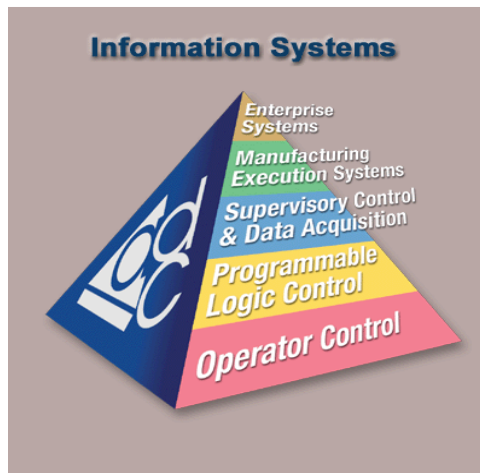 Information Systems
Enterprise
Systems
Manufacturing
Execution Systems
Supervisory Control
& Data Acquisition
Programmable
Logic Control
Operator Control